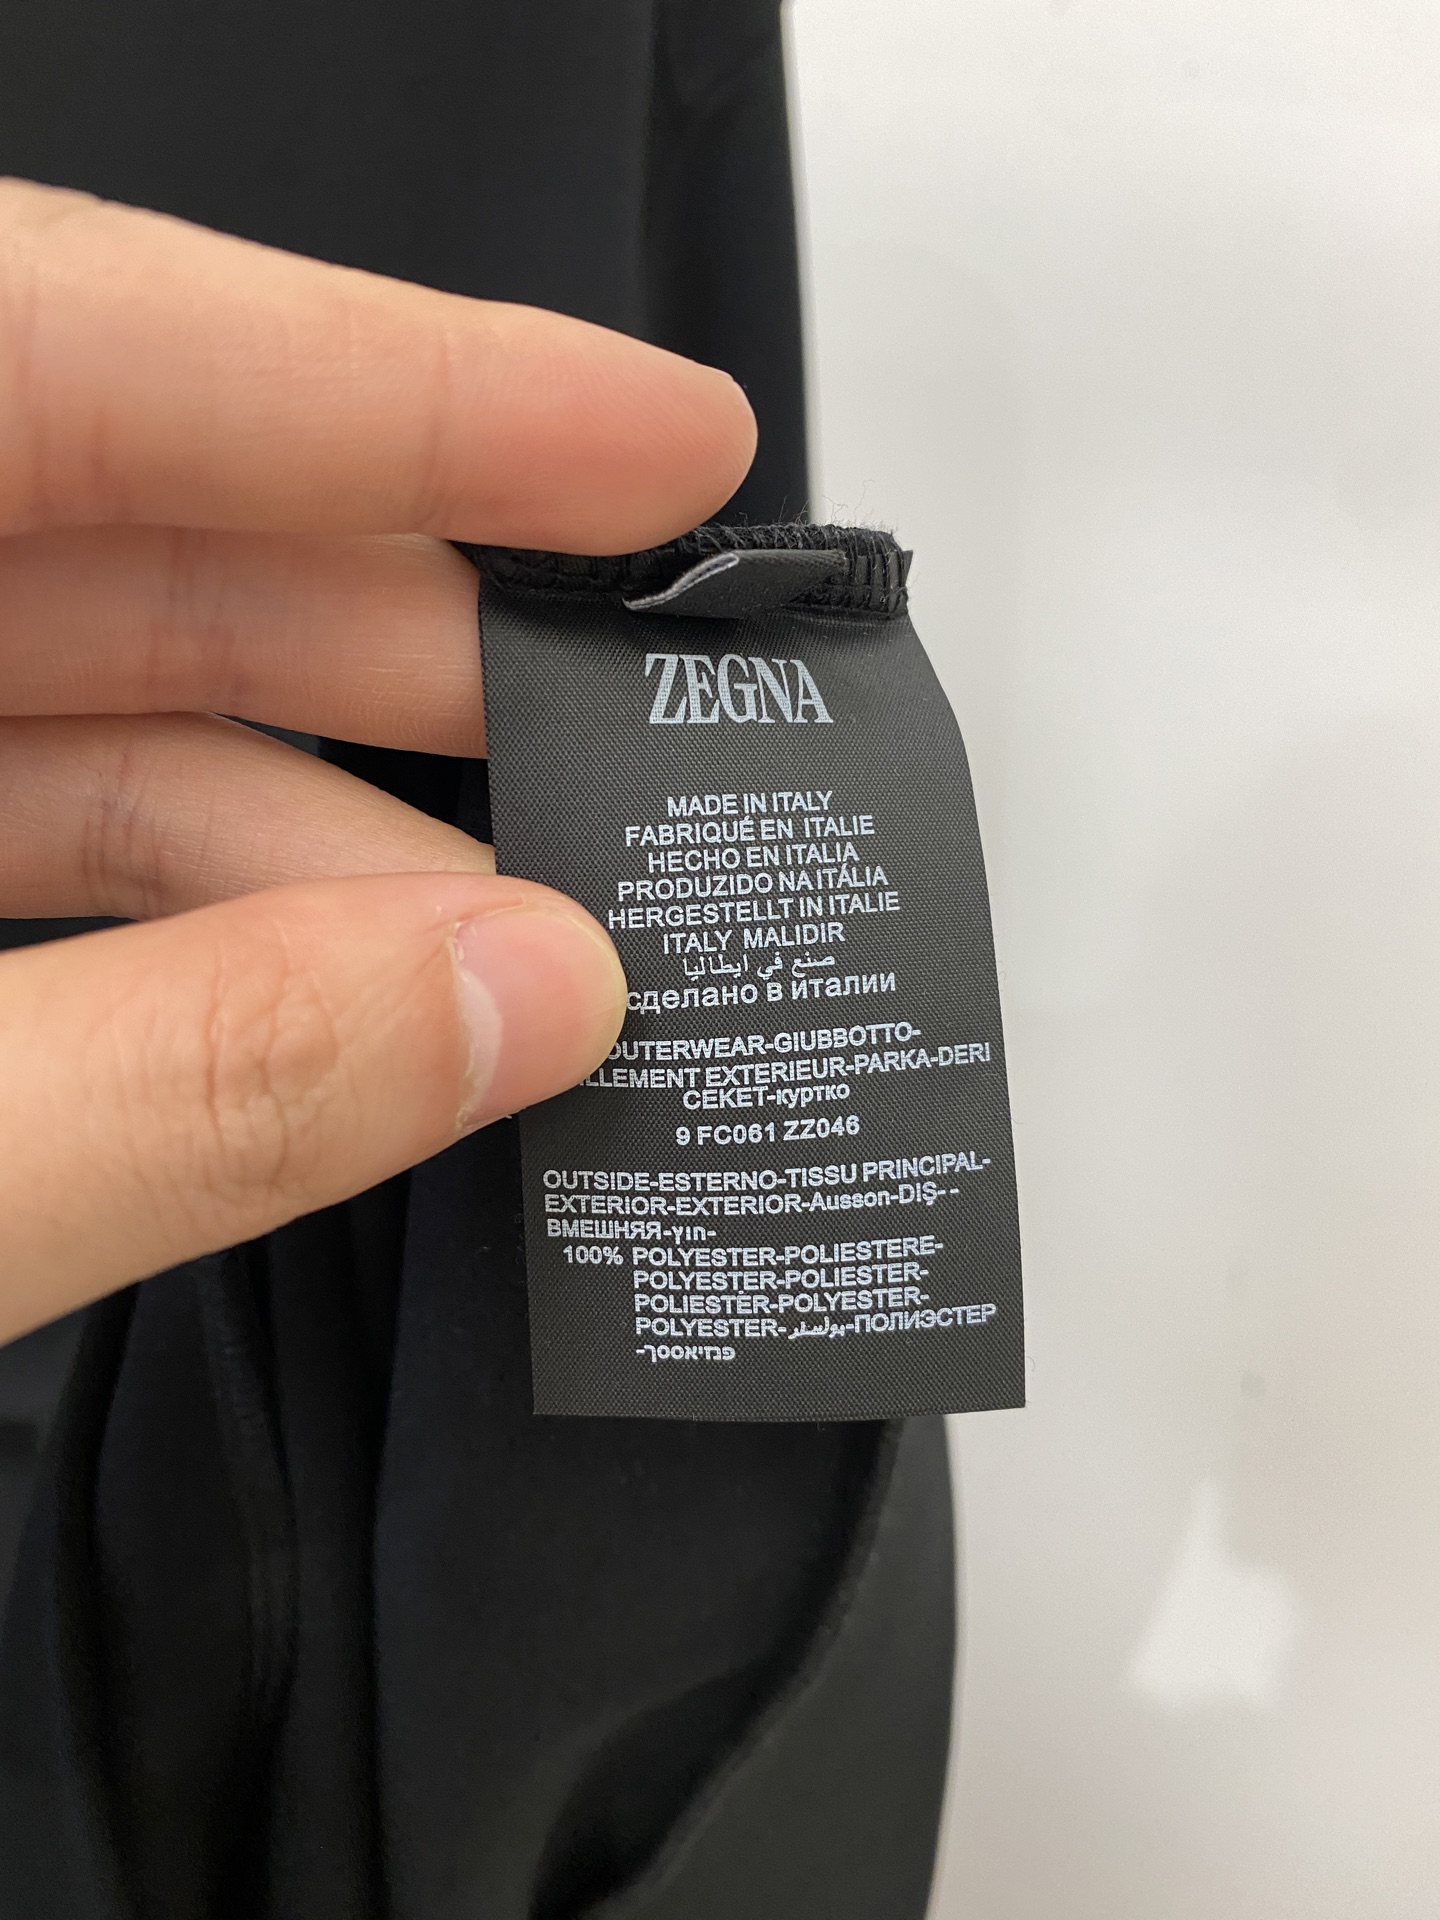 ZEGNA
MADE IN ITALY
FABRIQUÉ EN ITALIE
HECHO EN ITALIA
PRODUZIDO NA ITÁLIA
HERGESTELLT IN ITALIE
ITALY MALIDIR
صنع في ايطاليا
сделано в италии
OUTERWEAR-GIUBBOTTO-
LLEMENT EXTERIEUR-PARKA-DERI
CEKET-куртко
9 FC061 ZZ046
OUTSIDE-ESTERNO-TISSU PRINCIPAL-
EXTERIOR-EXTERIOR-Ausson-DIŞ--
ВМЕШНЯЯ-יחוץ-
100% POLYESTER-POLIESTERE-
POLYESTER-POLIESTER-
POLIESTER-POLYESTER-
POLYESTER-بولستر-ПОЛИЭСТЕР